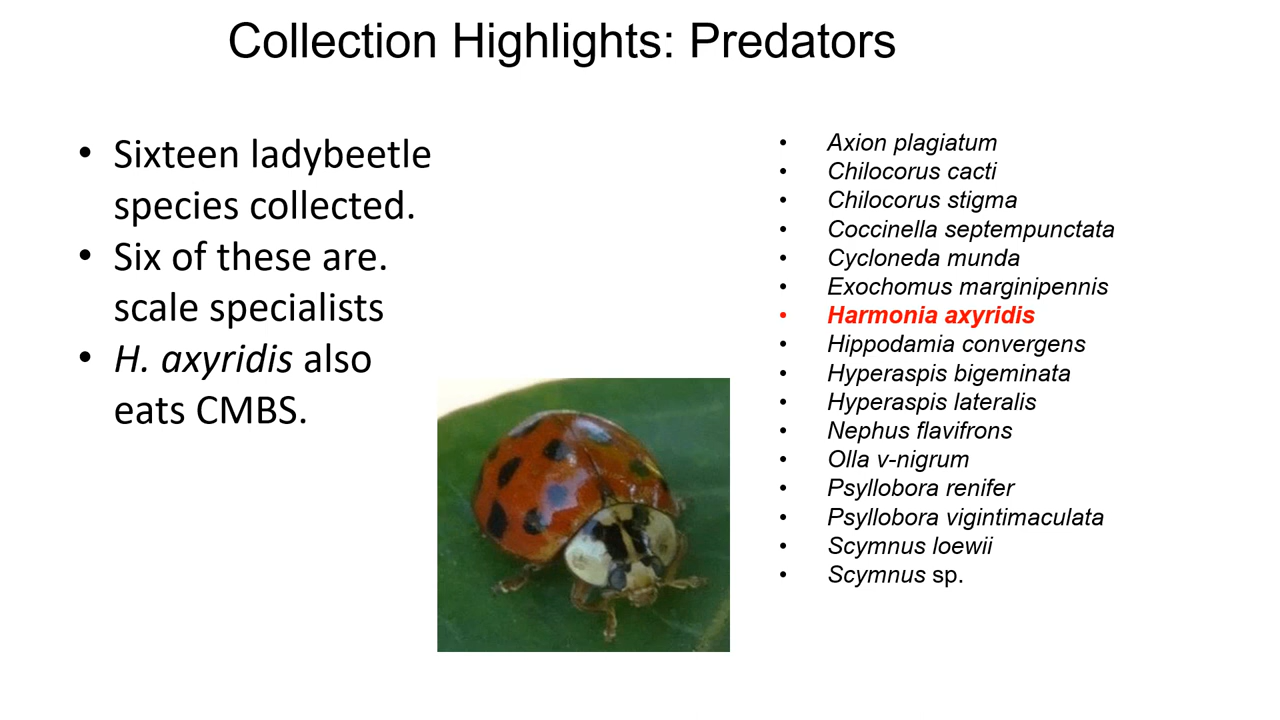 Collection Highlights: Predators
• Sixteen ladybeetle
species collected.
• Six of these are.
scale specialists
• H. axyridis also
eats CMBS.
• Axion plagiatum
• Chilocorus cacti
• Chilocorus stigma
• Coccinella septempunctata
• Cycloneda munda
• Exochomus marginipennis
• Harmonia axyridis
• Hippodamia convergens
• Hyperaspis bigeminata
• Hyperaspis lateralis
• Nephus flavifrons
• Olla v-nigrum
• Psyllobora renifer
• Psyllobora vigintimaculata
• Scymnus loewii
• Scymnus sp.